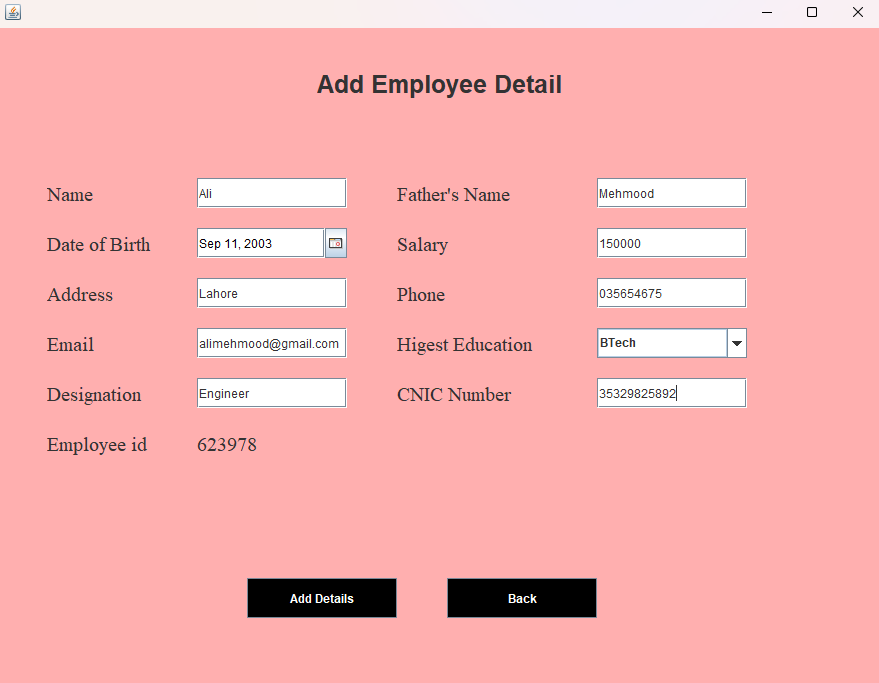 Add Employee Detail
Name Ali Father's Name Mehmood
Date of Birth Sep 11, 2003 Salary 150000
Address Lahore Phone 035654675
Email alimehmood@gmail.com Higest Education BTech
Designation Engineer CNIC Number 35329825892
Employee id 623978
Add Details Back